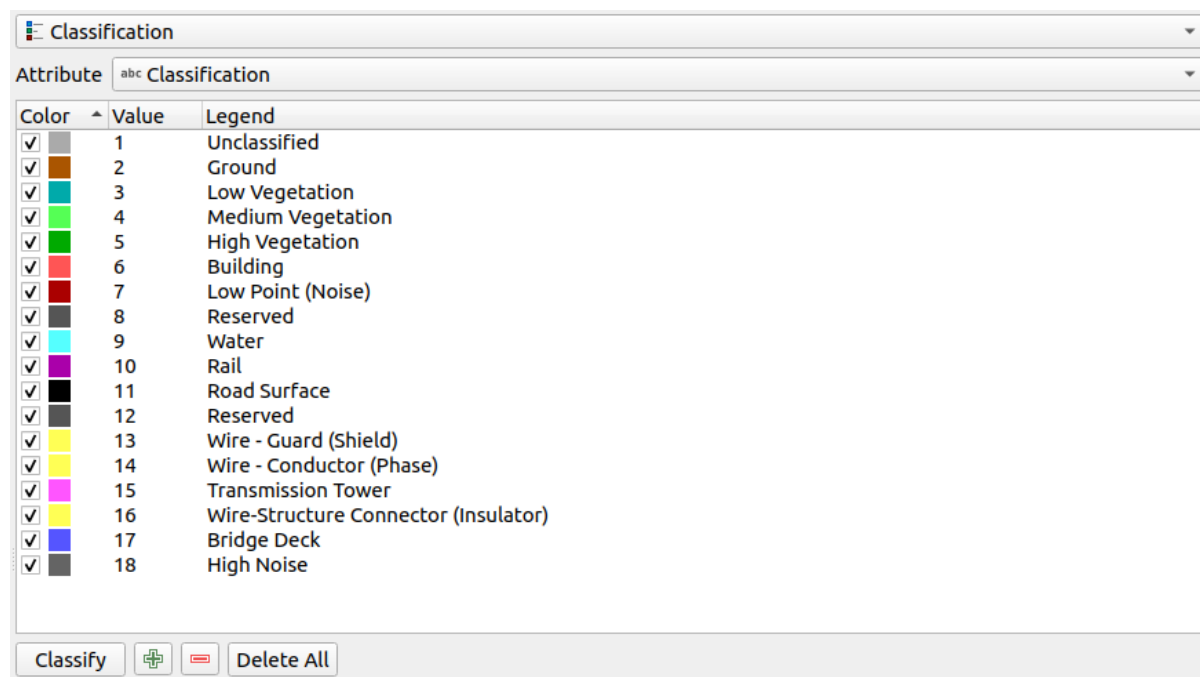 Classification
Attribute abc Classification
Color Value Legend
1 Unclassified
2 Ground
3 Low Vegetation
4 Medium Vegetation
5 High Vegetation
6 Building
7 Low Point (Noise)
8 Reserved
9 Water
10 Rail
11 Road Surface
12 Reserved
13 Wire - Guard (Shield)
14 Wire - Conductor (Phase)
15 Transmission Tower
16 Wire-Structure Connector (Insulator)
17 Bridge Deck
18 High Noise
Classify Delete All